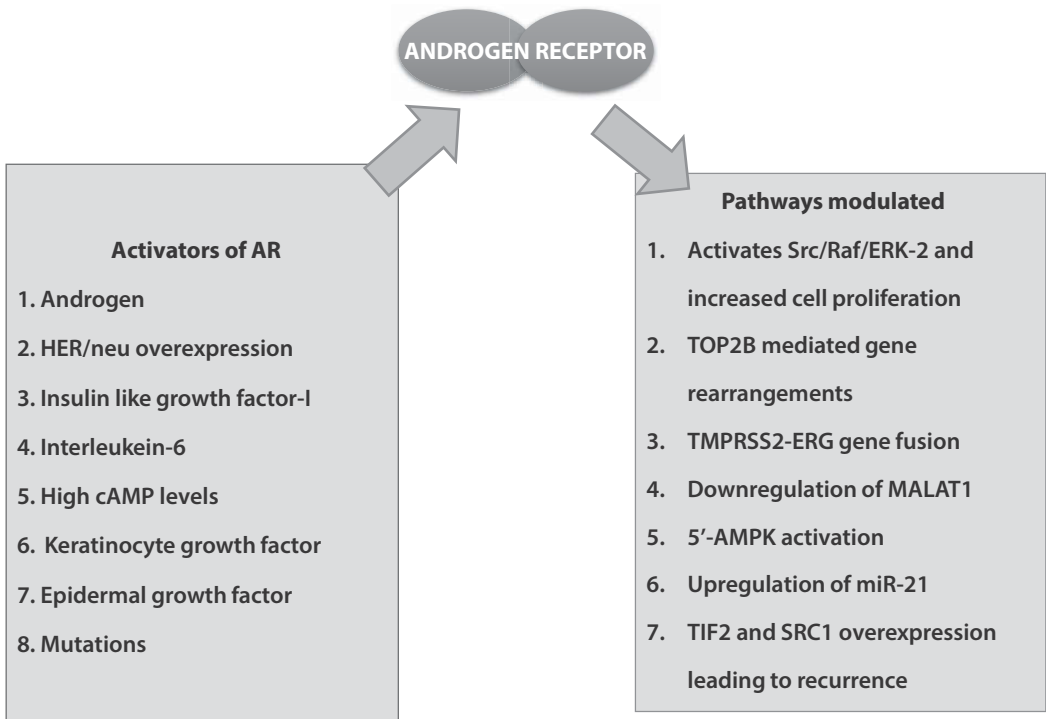 ANDROGEN RECEPTOR
Activators of AR
1. Androgen
2. HER/neu overexpression
3. Insulin like growth factor-I
4. Interleukein-6
5. High cAMP levels
6. Keratinocyte growth factor
7. Epidermal growth factor
8. Mutations
Pathways modulated
1. Activates Src/Raf/ERK-2 and
increased cell proliferation
2. TOP2B mediated gene
rearrangements
3. TMPRSS2-ERG gene fusion
4. Downregulation of MALAT1
5. 5′-AMPK activation
6. Upregulation of miR-21
7. TIF2 and SRC1 overexpression
leading to recurrence